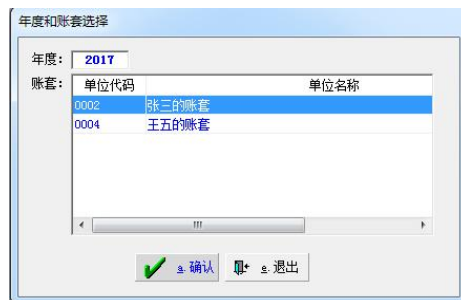 年度和账套选择
年度： 2017
账套： 单位代码 单位名称
0002 张三的账套
0004 王五的账套
a.确认 e.退出